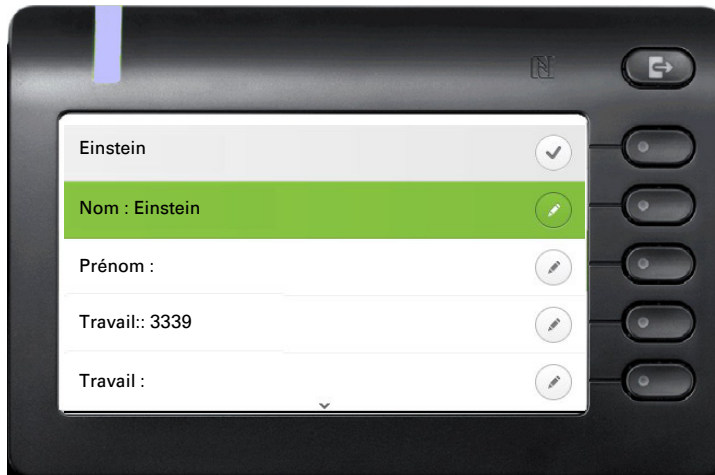 Einstein
Nom : Einstein
Prénom :
Travail:: 3339
Travail :